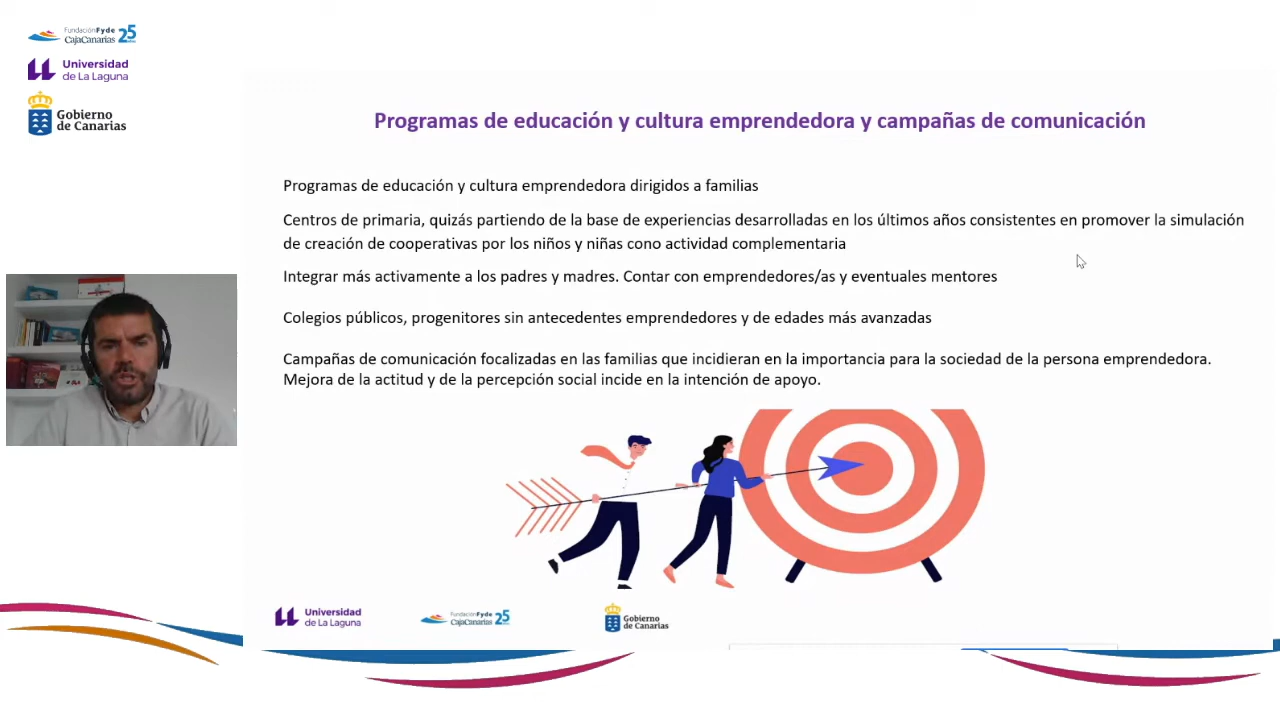 FundaciónFyde
CajaCanarias 25
Universidad
de La Laguna
Gobierno
de Canarias
Programas de educación y cultura emprendedora y campañas de comunicación
Programas de educación y cultura emprendedora dirigidos a familias
Centros de primaria, quizás partiendo de la base de experiencias desarrolladas en los últimos años consistentes en promover la simulación
de creación de cooperativas por los niños y niñas cono actividad complementaria
Integrar más activamente a los padres y madres. Contar con emprendedores/as y eventuales mentores
Colegios públicos, progenitores sin antecedentes emprendedores y de edades más avanzadas
Campañas de comunicación focalizadas en las familias que incidieran en la importancia para la sociedad de la persona emprendedora.
Mejora de la actitud y de la percepción social incide en la intención de apoyo.
Universidad
de La Laguna
FundaciónFyde
CajaCanarias 25
Gobierno
de Canarias